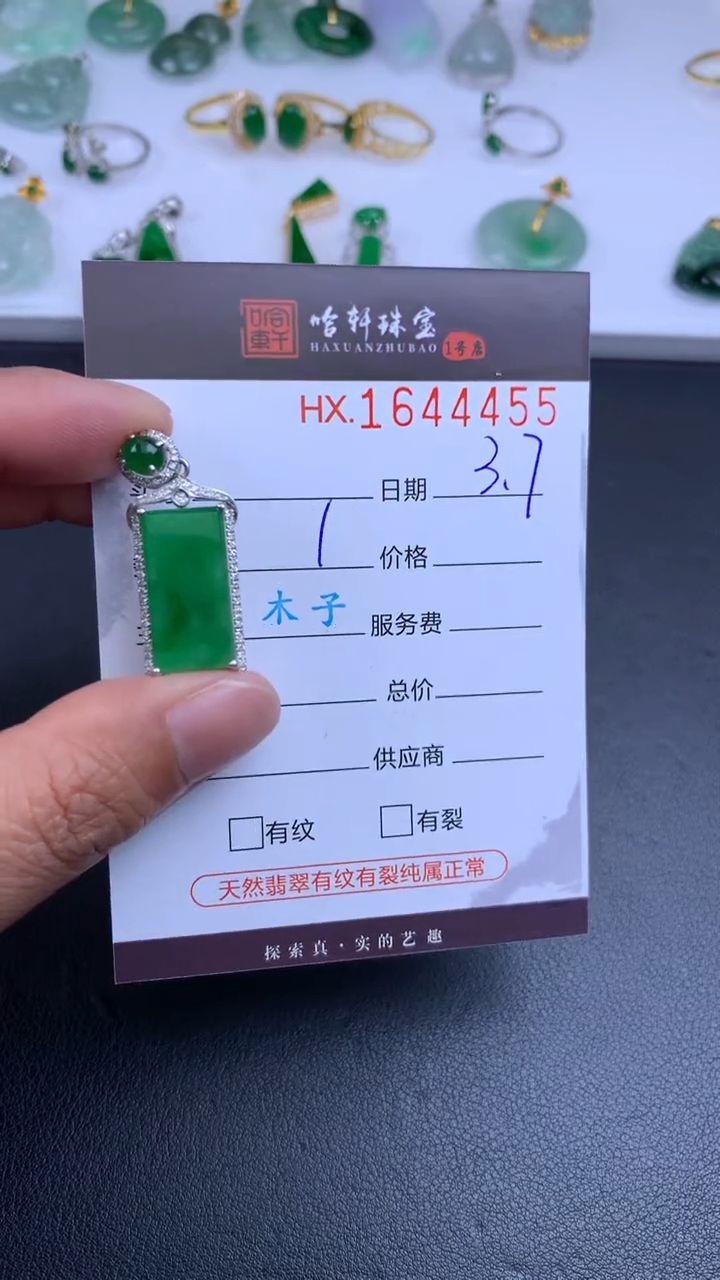 哈軒
哈轩珠宝
HAXUANZHUBAO 1号店
HX.1644455
日期 3.7
1 价格
木子 服务费
总价
供应商
有纹 有裂
天然翡翠有纹有裂纯属正常
探索真·实的艺趣